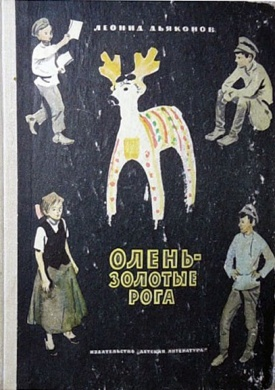 ЛЕОНИД ДЬЯКОНОВ
ОЛЕНЬ-
ЗОЛОТЫЕ
РОГА
ИЗДАТЕЛЬСТВО „ДЕТСКАЯ ЛИТЕРАТУРА“